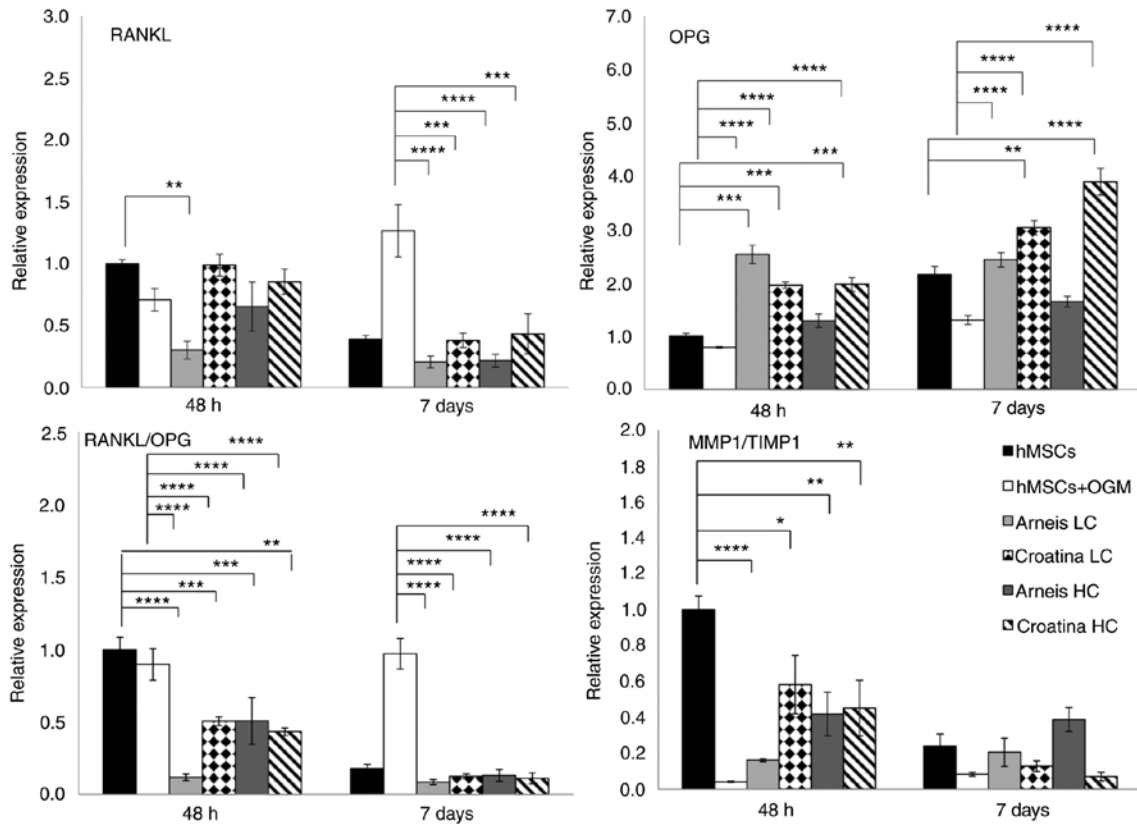 RANKL
3.0
2.5
2.0
1.5
1.0
0.5
0.0
Relative expression
**
***
****
***
****
48 h
7 days
OPG
7.0
6.0
5.0
4.0
3.0
2.0
1.0
0.0
Relative expression
****
****
****
***
***
***
****
****
****
****
**
48 h
7 days
RANKL/OPG
2.5
2.0
1.5
1.0
0.5
0.0
Relative expression
****
****
****
****
**
***
***
****
****
****
****
****
48 h
7 days
MMP1/TIMP1
2.0
1.8
1.6
1.4
1.2
1.0
0.8
0.6
0.4
0.2
0.0
Relative expression
**
**
*
****
48 h
7 days
hMSCs
hMSCs+OGM
Arneis LC
Croatina LC
Arneis HC
Croatina HC